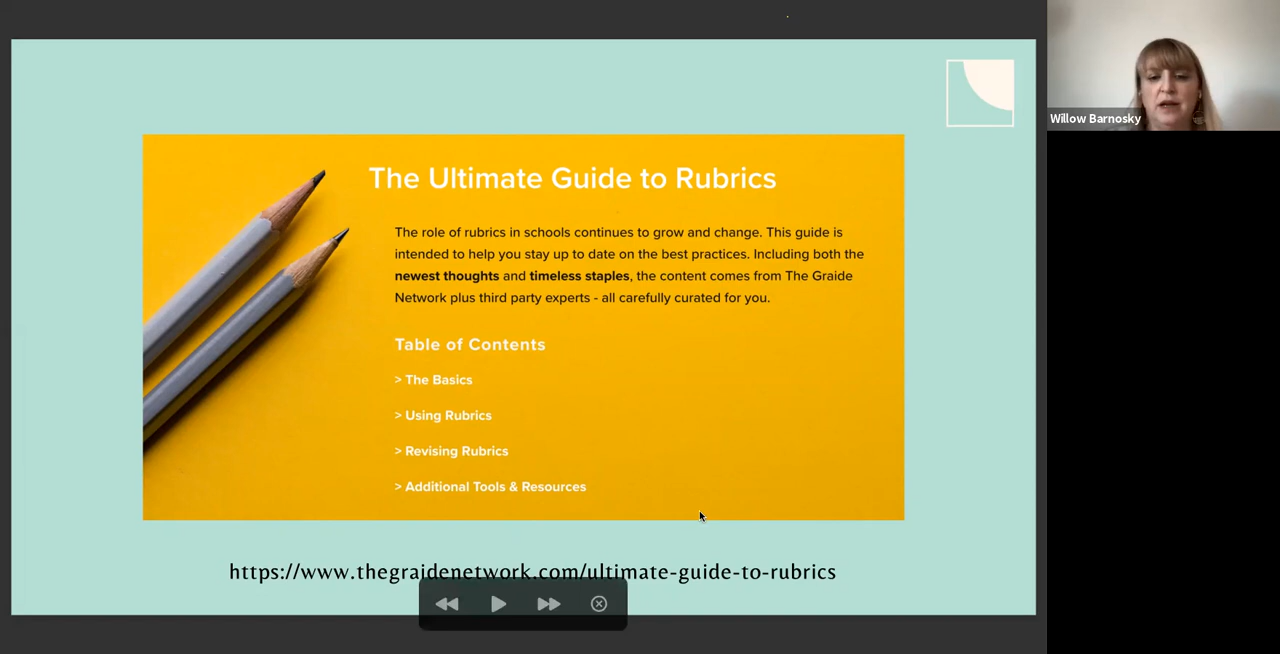 The Ultimate Guide to Rubrics
The role of rubrics in schools continues to grow and change. This guide is
intended to help you stay up to date on the best practices. Including both the
newest thoughts and timeless staples, the content comes from The Graide
Network plus third party experts - all carefully curated for you.
Table of Contents
> The Basics
> Using Rubrics
> Revising Rubrics
> Additional Tools & Resources
https://www.thegraidenetwork.com/ultimate-guide-to-rubrics
Willow Barnosky